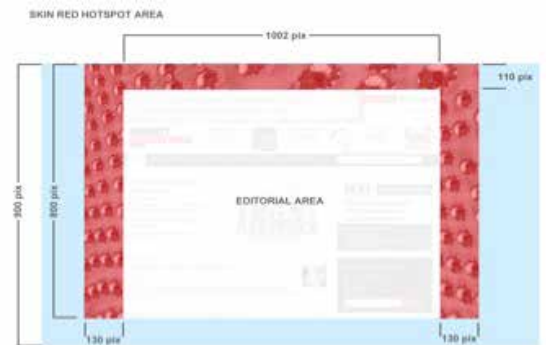 SKIN RED HOTSPOT AREA
1002 pix
110 pix
900 pix
800 pix
EDITORIAL AREA
130 pix
130 pix